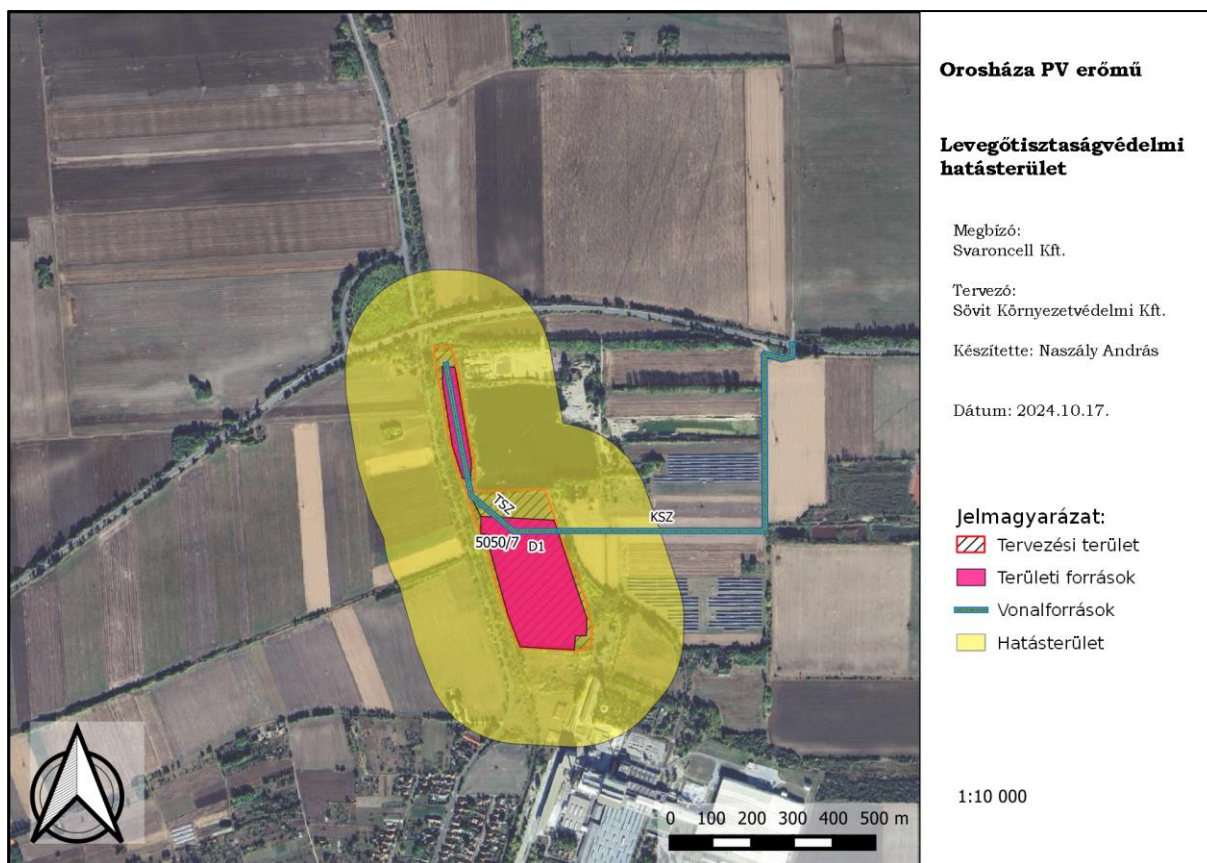 Orosháza PV erőmű
Levegőtisztaságvédelmi
hatásterület
Megbízó:
Svaroncell Kft.
Tervező:
Sövit Környezetvédelmi Kft.
Készítette: Naszály András
Dátum: 2024.10.17.
Jelmagyarázat:
Tervezési terület
Területi források
Vonalforrások
Hatásterület
1:10 000
TSZ
KSZ
5050/7
D1
0 100 200 300 400 500 m